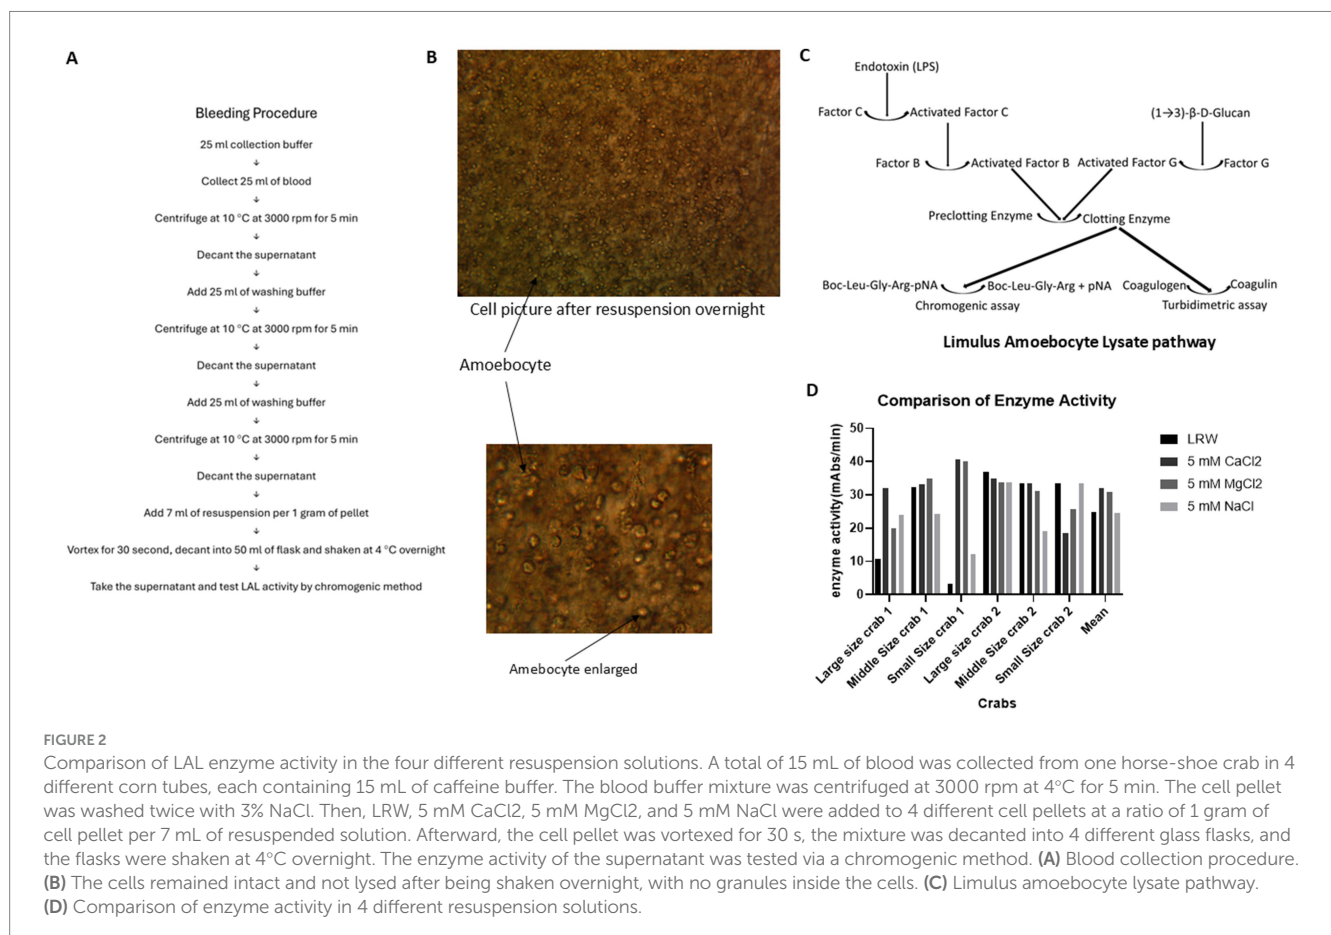 A
Bleeding Procedure
25 ml collection buffer
↓
Collect 25 ml of blood
↓
Centrifuge at 10 °C at 3000 rpm for 5 min
↓
Decant the supernatant
↓
Add 25 ml of washing buffer
↓
Centrifuge at 10 °C at 3000 rpm for 5 min
↓
Decant the supernatant
↓
Add 25 ml of washing buffer
↓
Centrifuge at 10 °C at 3000 rpm for 5 min
↓
Decant the supernatant
↓
Add 7 ml of resuspension per 1 gram of pellet
↓
Vortex for 30 second, decant into 50 ml of flask and shaken at 4 °C overnight
↓
Take the supernatant and test LAL activity by chromogenic method
B
Cell picture after resuspension overnight
Amoebocyte
Amebocyte enlarged
C
Endotoxin (LPS)
Factor C Activated Factor C (1→3)-β-D-Glucan
Factor B Activated Factor B Activated Factor G Factor G
Preclotting Enzyme Clotting Enzyme
Boc-Leu-Gly-Arg-pNA Boc-Leu-Gly-Arg + pNA Coagulogen Coagulin
Chromogenic assay Turbidimetric assay
Limulus Amoebocyte Lysate pathway
D
Comparison of Enzyme Activity
enzyme activity(mAbs/min)
50
40
30
20
10
0
LRW
5 mM CaCl2
5 mM MgCl2
5 mM NaCl
Large size crab 1
Middle Size crab 1
Small Size crab 1
Large size crab 2
Middle Size crab 2
Small Size crab 2
Mean
Crabs
FIGURE 2
Comparison of LAL enzyme activity in the four different resuspension solutions. A total of 15 mL of blood was collected from one horse-shoe crab in 4
different corn tubes, each containing 15 mL of caffeine buffer. The blood buffer mixture was centrifuged at 3000 rpm at 4°C for 5 min. The cell pellet
was washed twice with 3% NaCl. Then, LRW, 5 mM CaCl2, 5 mM MgCl2, and 5 mM NaCl were added to 4 different cell pellets at a ratio of 1 gram of
cell pellet per 7 mL of resuspended solution. Afterward, the cell pellet was vortexed for 30 s, the mixture was decanted into 4 different glass flasks, and
the flasks were shaken at 4°C overnight. The enzyme activity of the supernatant was tested via a chromogenic method. (A) Blood collection procedure.
(B) The cells remained intact and not lysed after being shaken overnight, with no granules inside the cells. (C) Limulus amoebocyte lysate pathway.
(D) Comparison of enzyme activity in 4 different resuspension solutions.